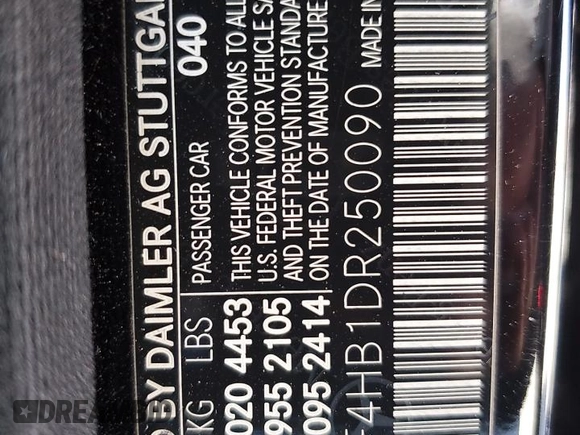 BY DAIMLER AG STUTTGA
040
KG LBS PASSENGER CAR
020 4453 THIS VEHICLE CONFORMS TO ALL
955 2105 U.S. FEDERAL MOTOR VEHICLE SA
095 2414 AND THEFT PREVENTION STANDA
ON THE DATE OF MANUFACTURE
4HB1DR250090 MADE IN